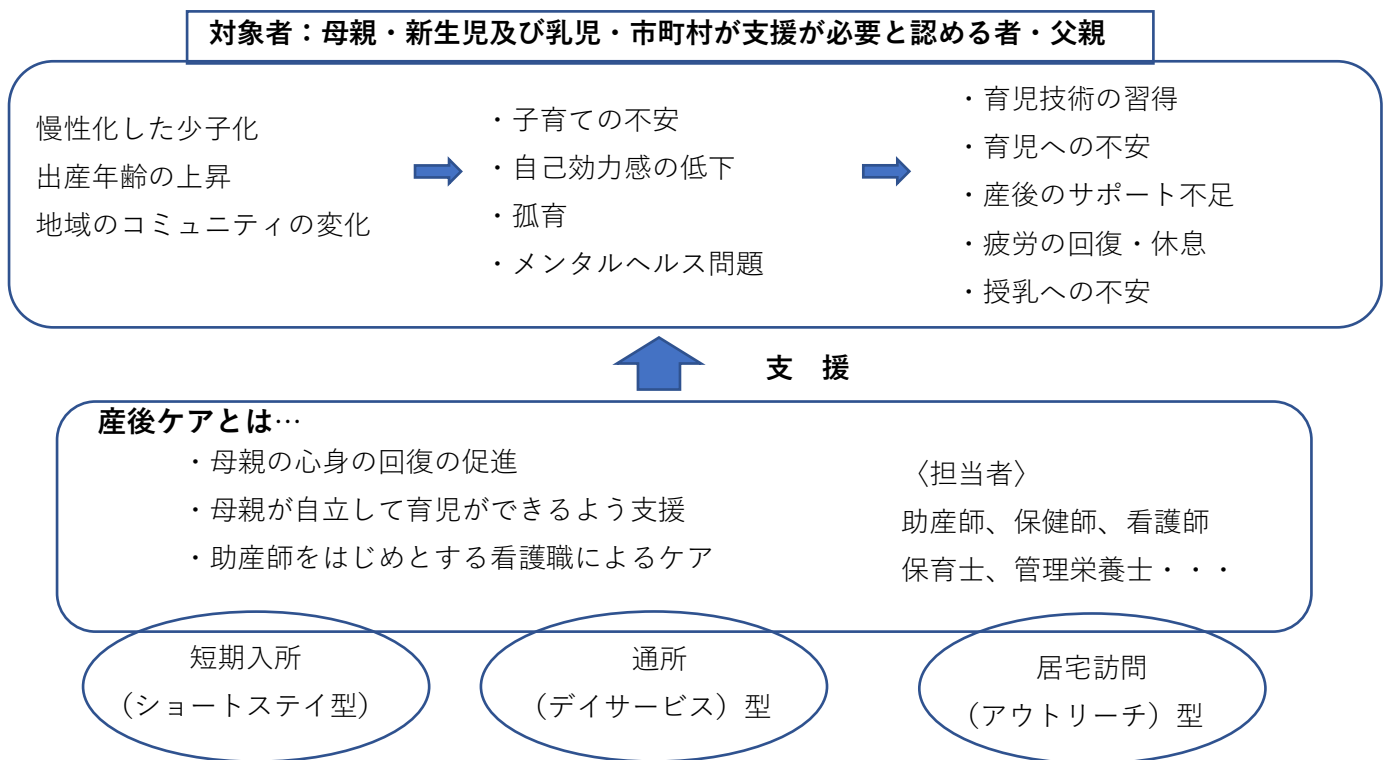 対象者：母親・新生児及び乳児・市町村が支援が必要と認める者・父親
慢性化した少子化
出産年齢の上昇
地域のコミュニティの変化
・子育ての不安
・自己効力感の低下
・孤育
・メンタルヘルス問題
・育児技術の習得
・育児への不安
・産後のサポート不足
・疲労の回復・休息
・授乳への不安
支　援
産後ケアとは…
・母親の心身の回復の促進
・母親が自立して育児ができるよう支援
・助産師をはじめとする看護職によるケア
〈担当者〉
助産師、保健師、看護師
保育士、管理栄養士・・・
短期入所
（ショートステイ型）
通所
（デイサービス）型
居宅訪問
（アウトリーチ）型